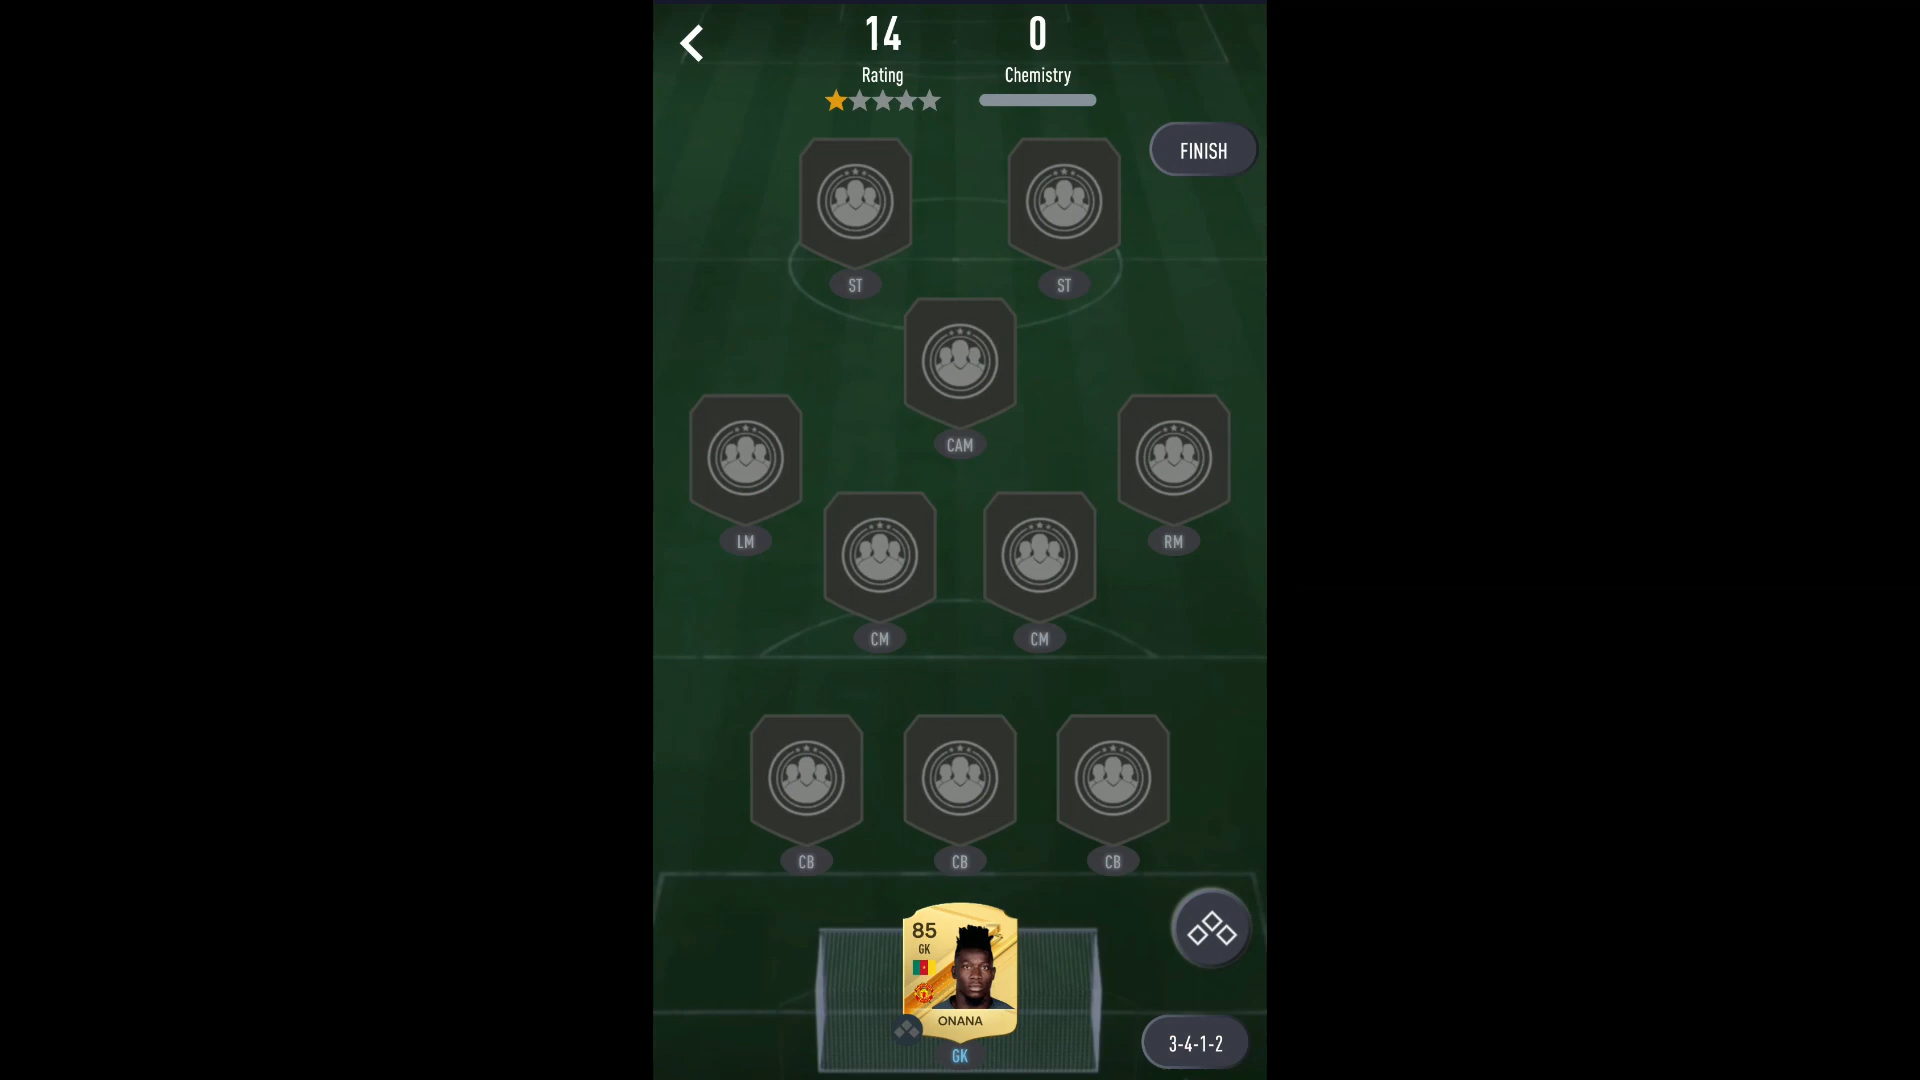 14
0
Rating
Chemistry
FINISH
ST
ST
CAM
LM
RM
CM
CM
CB
CB
CB
85
GK
ONANA
GK
3-4-1-2